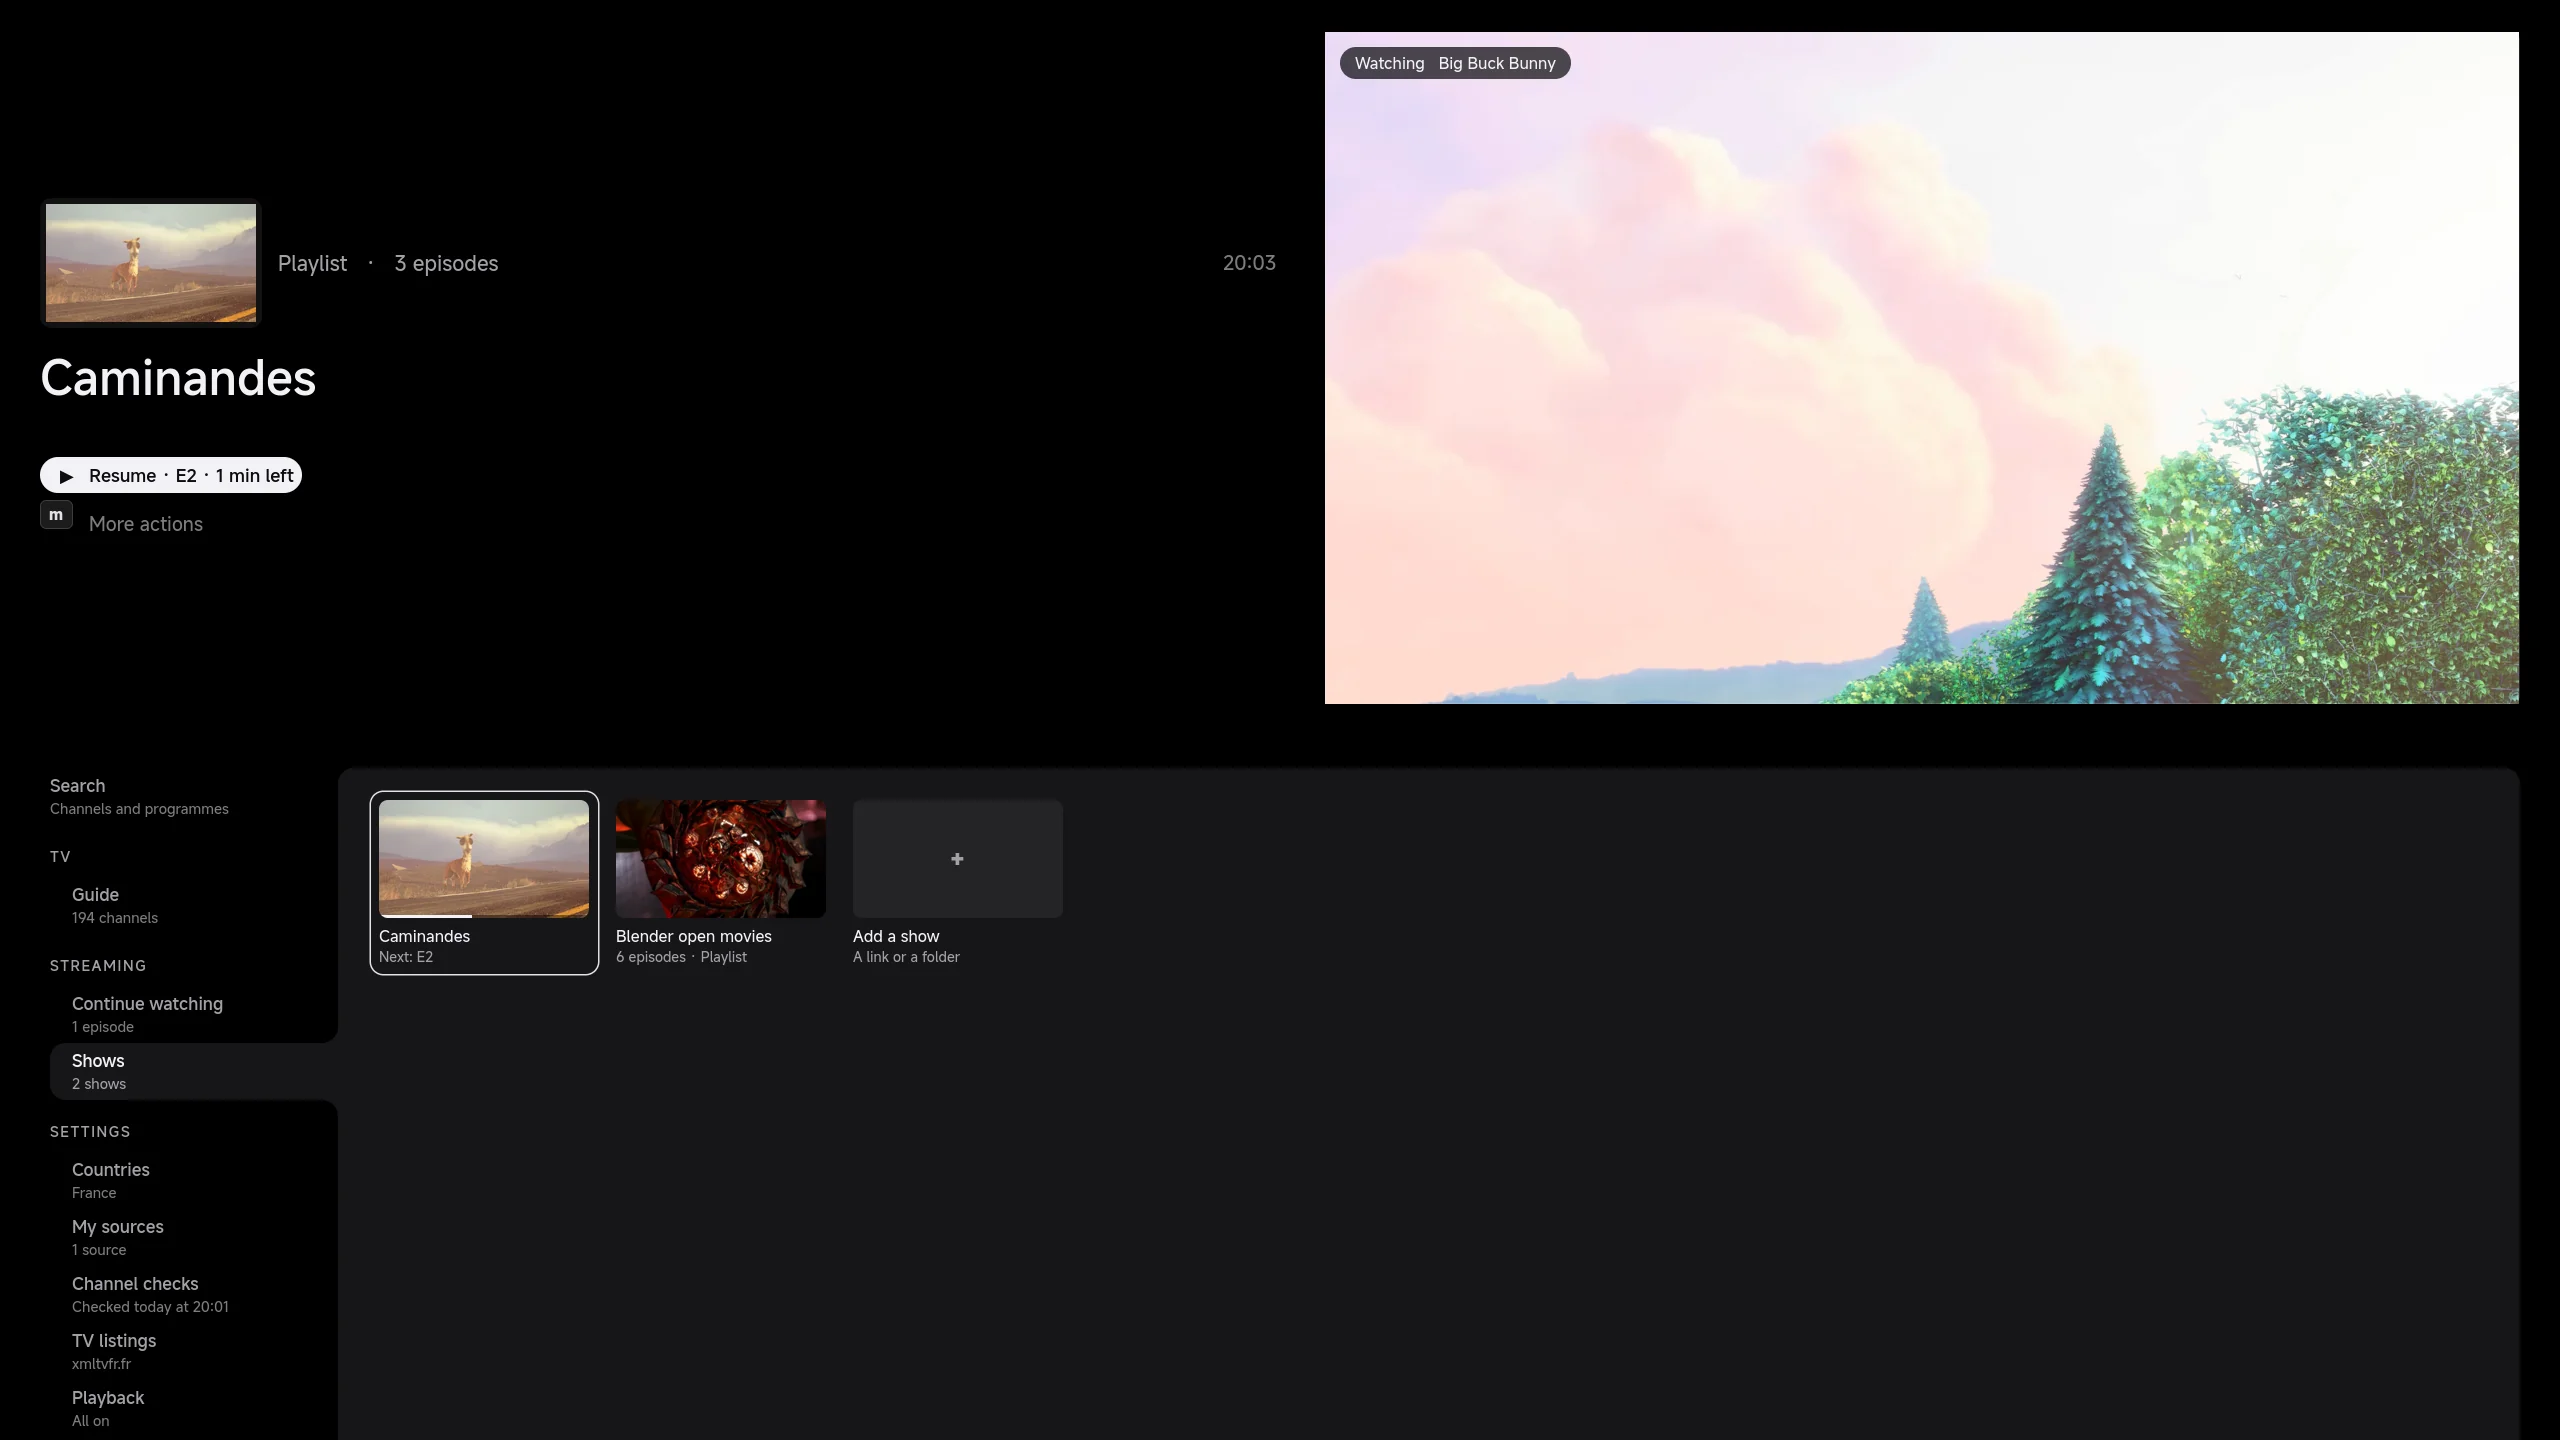 Watching Big Buck Bunny
Playlist · 3 episodes
20:03
Caminandes
Resume · E2 · 1 min left
m
More actions
Search
Channels and programmes
TV
Guide
194 channels
STREAMING
Continue watching
1 episode
Shows
2 shows
SETTINGS
Countries
France
My sources
1 source
Channel checks
Checked today at 20:01
TV listings
xmltvfr.fr
Playback
All on
Caminandes
Next: E2
Blender open movies
6 episodes · Playlist
Add a show
A link or a folder